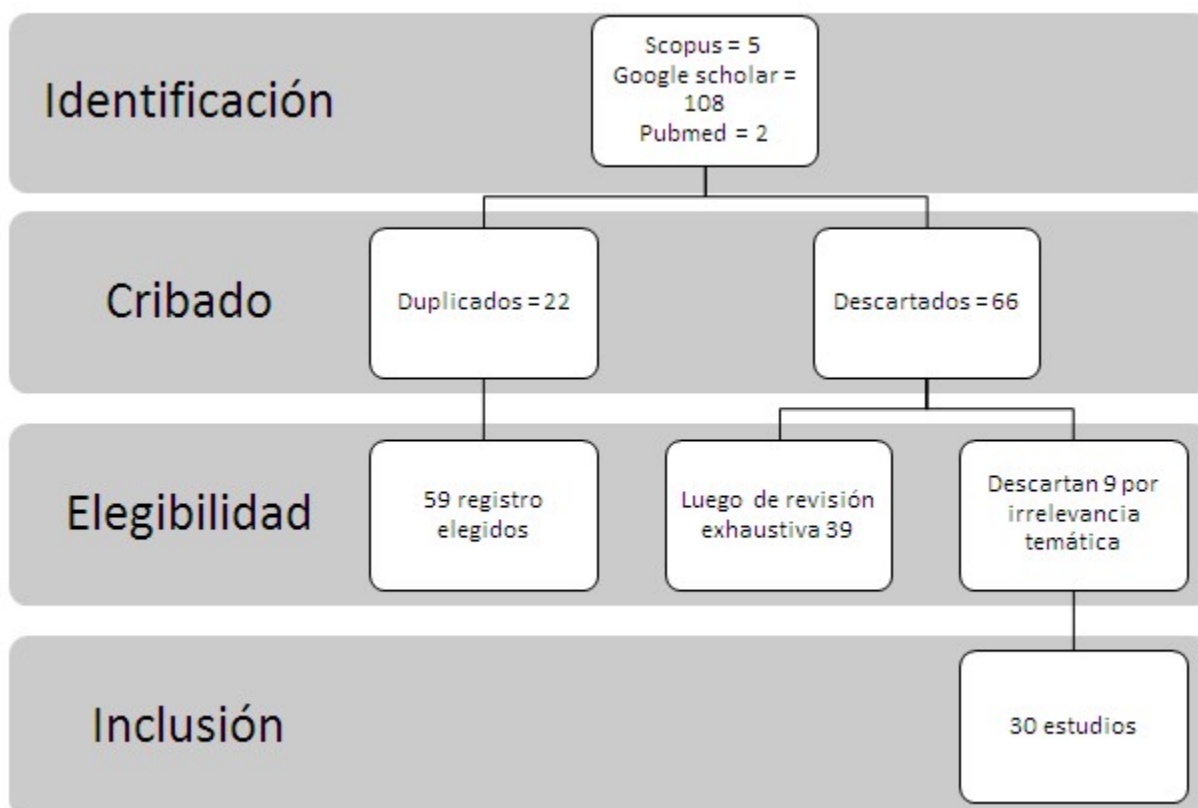 Identificación
Scopus = 5
Google scholar =
108
Pubmed = 2
Cribado
Duplicados = 22
Descartados = 66
Elegibilidad
59 registro
elegidos
Luego de revisión
exhaustiva 39
Descartan 9 por
irrelevancia
temática
Inclusión
30 estudios